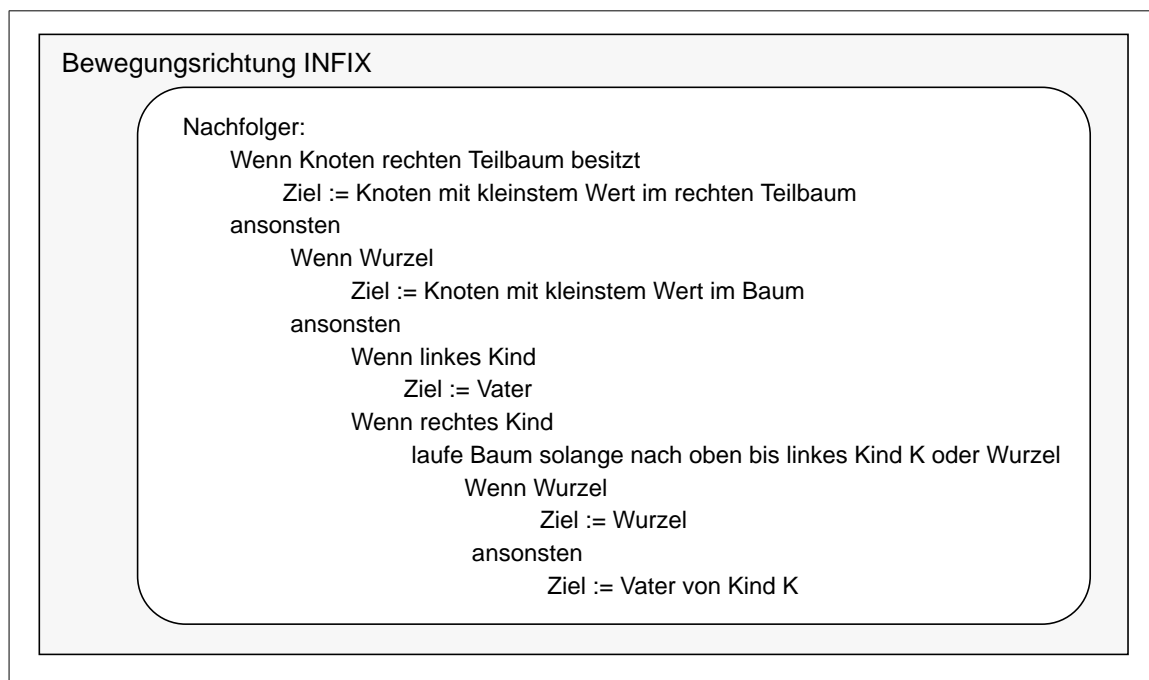 Bewegungsrichtung INFIX
Nachfolger:
Wenn Knoten rechten Teilbaum besitzt
Ziel := Knoten mit kleinstem Wert im rechten Teilbaum
ansonsten
Wenn Wurzel
Ziel := Knoten mit kleinstem Wert im Baum
ansonsten
Wenn linkes Kind
Ziel := Vater
Wenn rechtes Kind
laufe Baum solange nach oben bis linkes Kind K oder Wurzel
Wenn Wurzel
Ziel := Wurzel
ansonsten
Ziel := Vater von Kind K